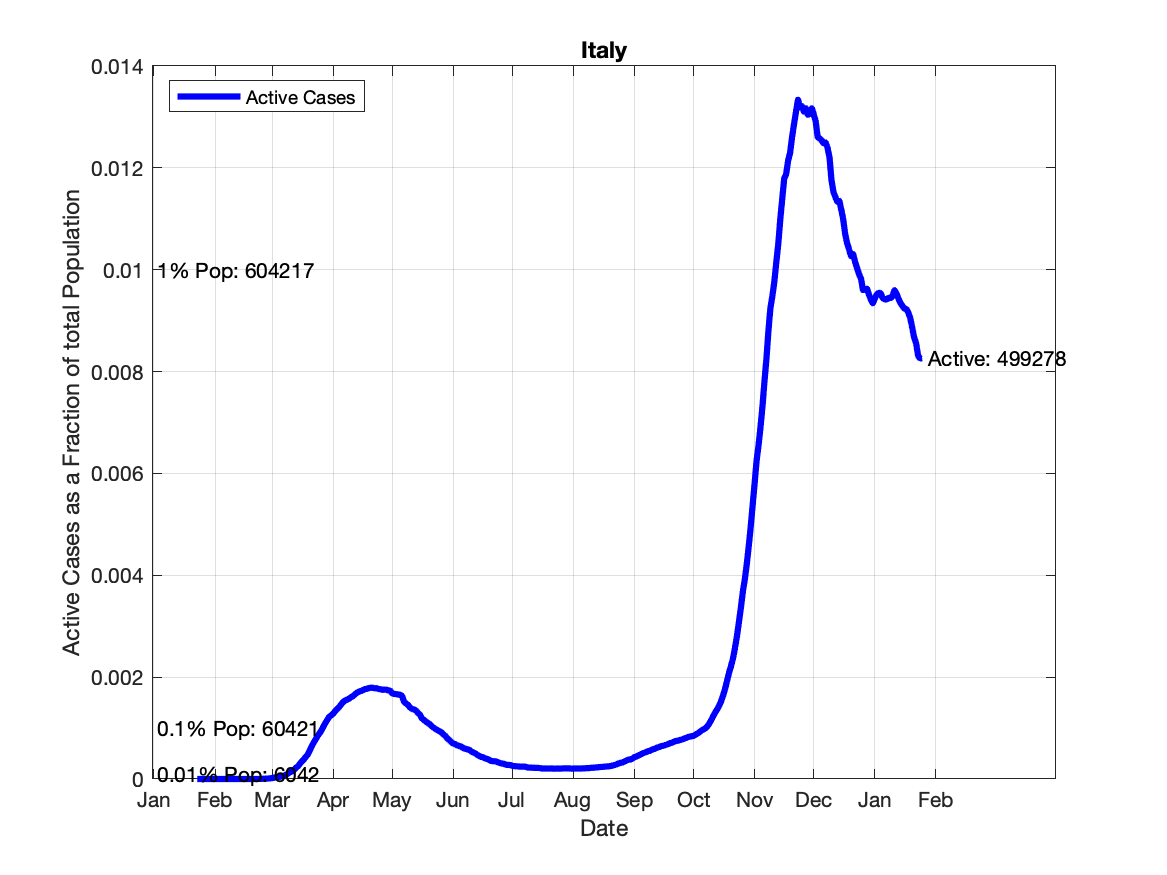 Italy
Active Cases
0.014
0.012
0.01
0.008
0.006
0.004
0.002
0
Active Cases as a Fraction of total Population
1% Pop: 604217
0.1% Pop: 60421
0.01% Pop: 6042
Active: 499278
Jan Feb Mar Apr May Jun Jul Aug Sep Oct Nov Dec Jan Feb
Date